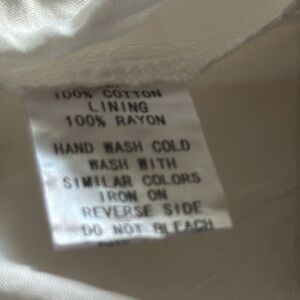 100% COTTON
LINING
100% RAYON
HAND WASH COLD
WASH WITH
SIMILAR COLORS
IRON ON
REVERSE SIDE
DO NOT BLEACH